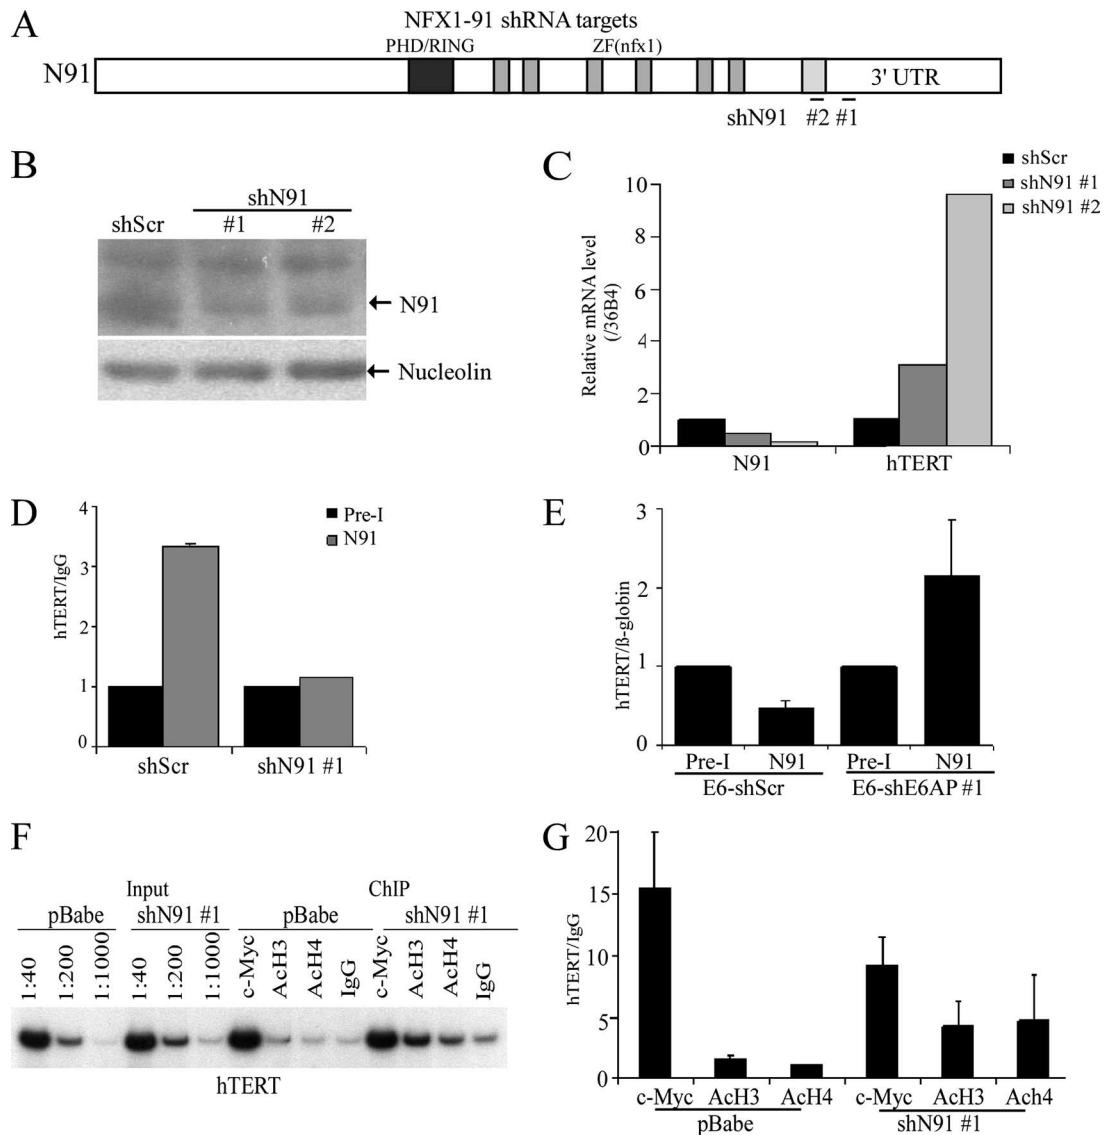 A
NFX1-91 shRNA targets
PHD/RING
ZF(nfx1)
N91
3' UTR
shN91 #2 #1
B
shN91
shScr
#1
#2
N91
Nucleolin
C
shScr
shN91 #1
shN91 #2
Relative mRNA level
(/36B4)
10
8
6
4
2
0
N91
hTERT
D
Pre-I
N91
hTERT/IgG
4
3
2
1
0
shScr
shN91 #1
E
hTERT/ß-globin
3
2
1
0
Pre-I
N91
Pre-I
N91
E6-shScr
E6-shE6AP #1
F
Input
ChIP
pBabe
shN91 #1
pBabe
shN91 #1
1:40
1:200
1:1000
1:40
1:200
1:1000
c-Myc
AcH3
AcH4
IgG
c-Myc
AcH3
AcH4
IgG
hTERT
G
hTERT/IgG
20
15
10
5
0
c-Myc
AcH3
AcH4
c-Myc
AcH3
Ach4
pBabe
shN91 #1